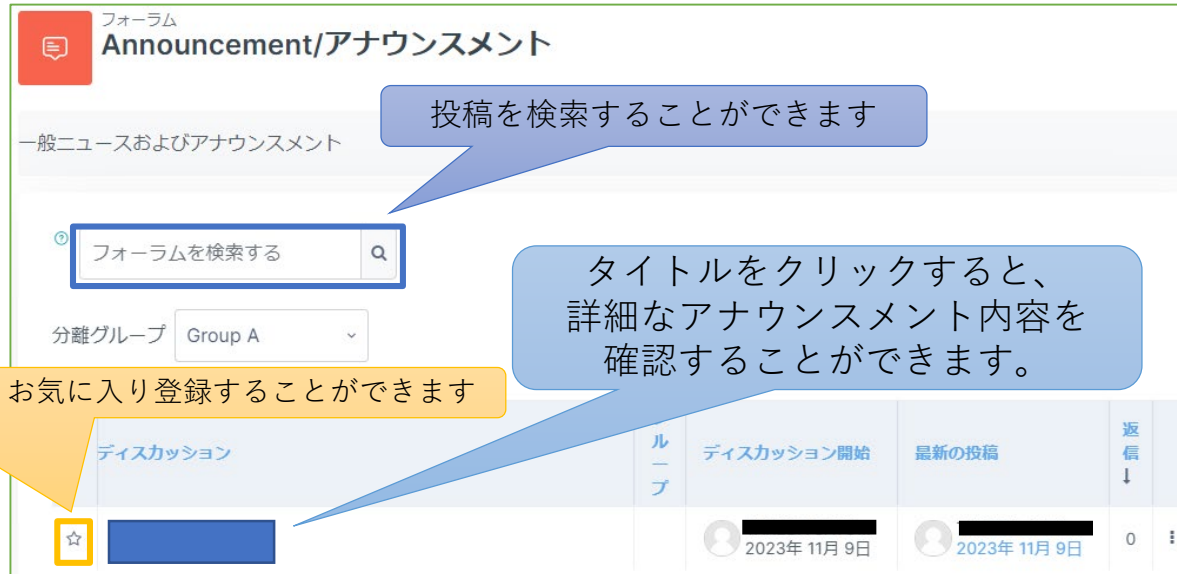 フォーラム
Announcement/アナウンスメント
投稿を検索することができます
一般ニュースおよびアナウンスメント
フォーラムを検索する
タイトルをクリックすると、
詳細なアナウンスメント内容を
確認することができます。
分離グループ Group A
お気に入り登録することができます
ディスカッション
ループ
ディスカッション開始
最新の投稿
返信↓
2023年 11月 9日
2023年 11月 9日
0